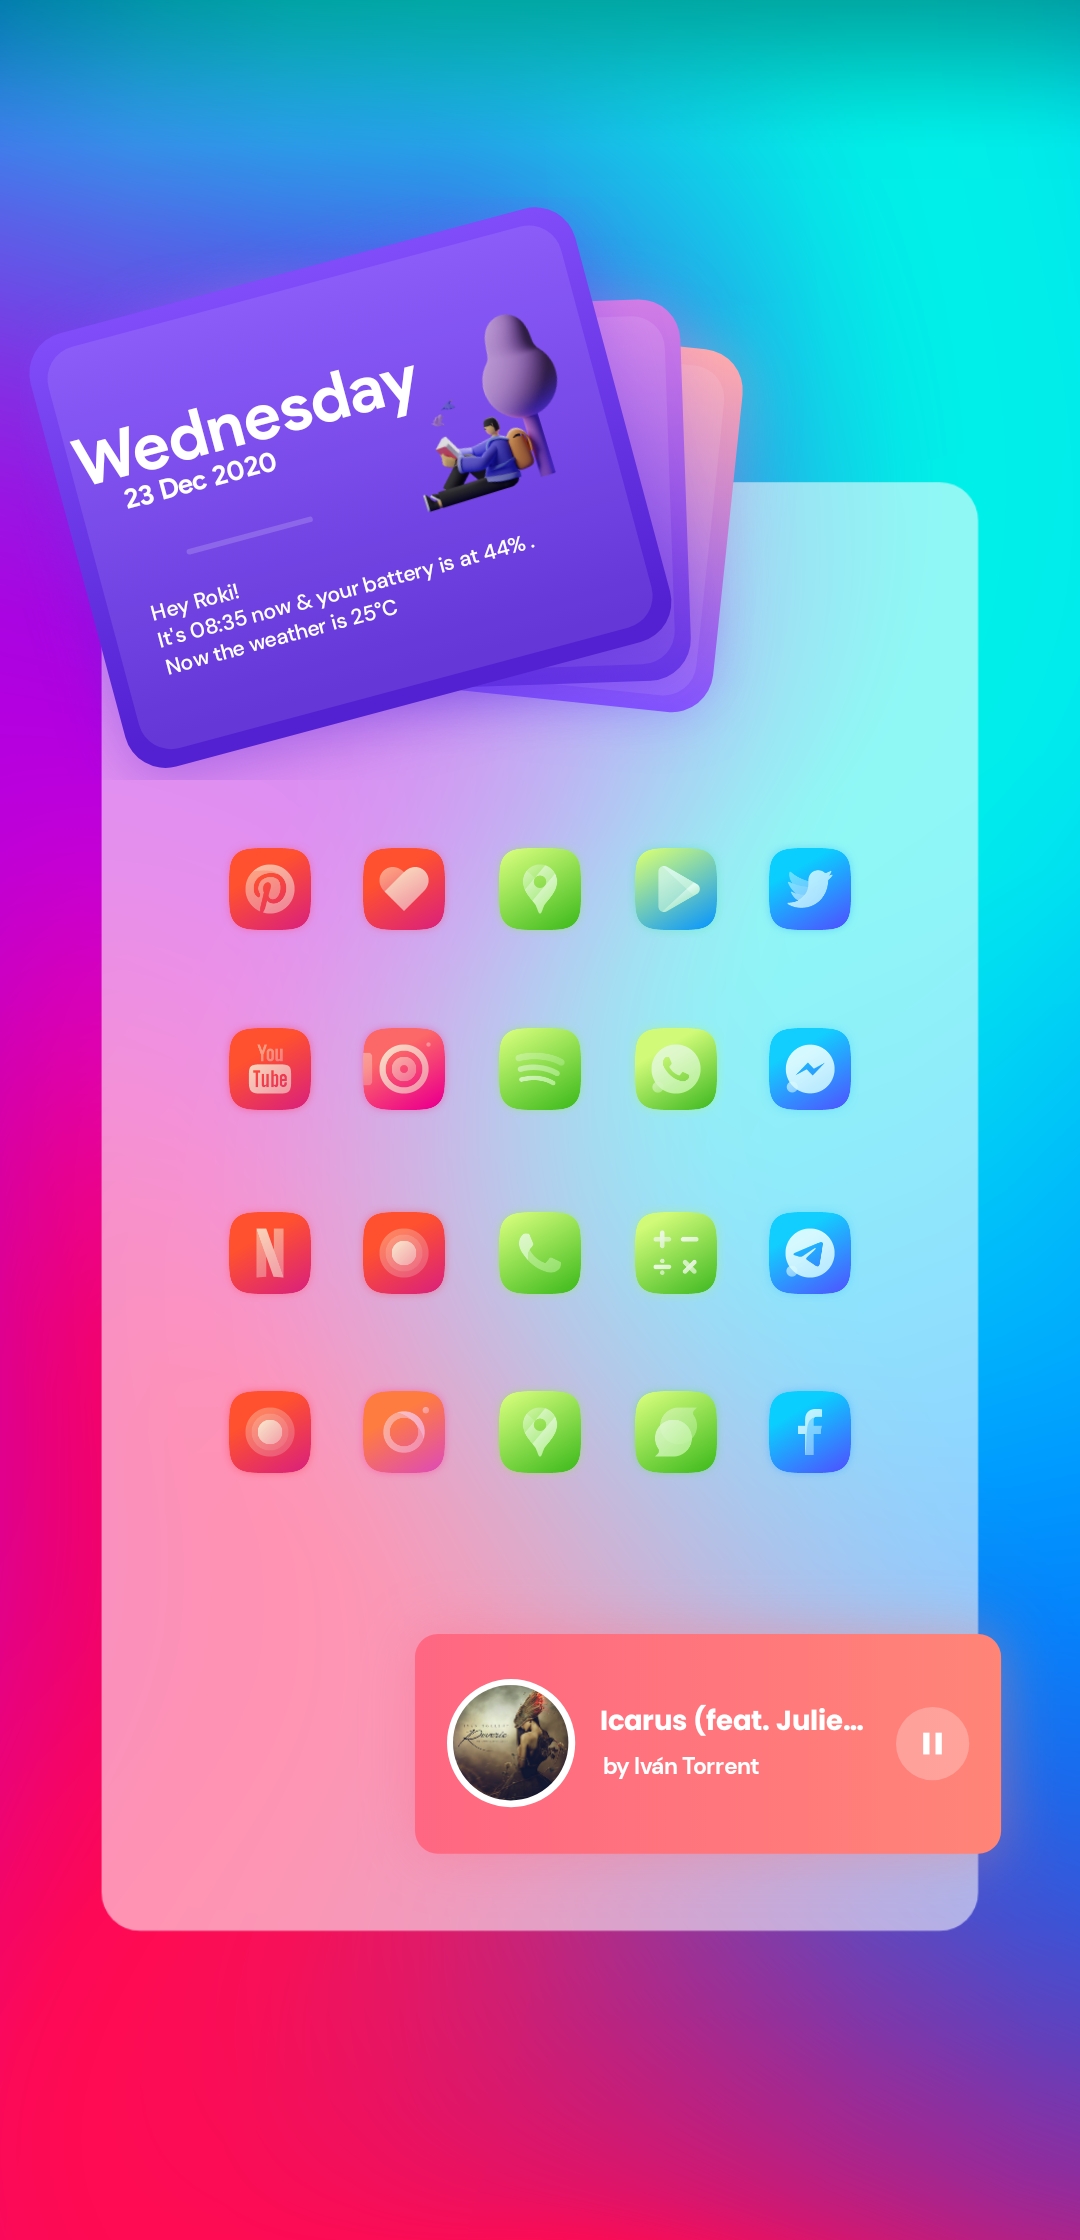 Wednesday
23 Dec 2020
Hey Roki!
It's 08:35 now & your battery is at 44% .
Now the weather is 25°C
You
Tube
Icarus (feat. Julie...
by Iván Torrent
Reverie